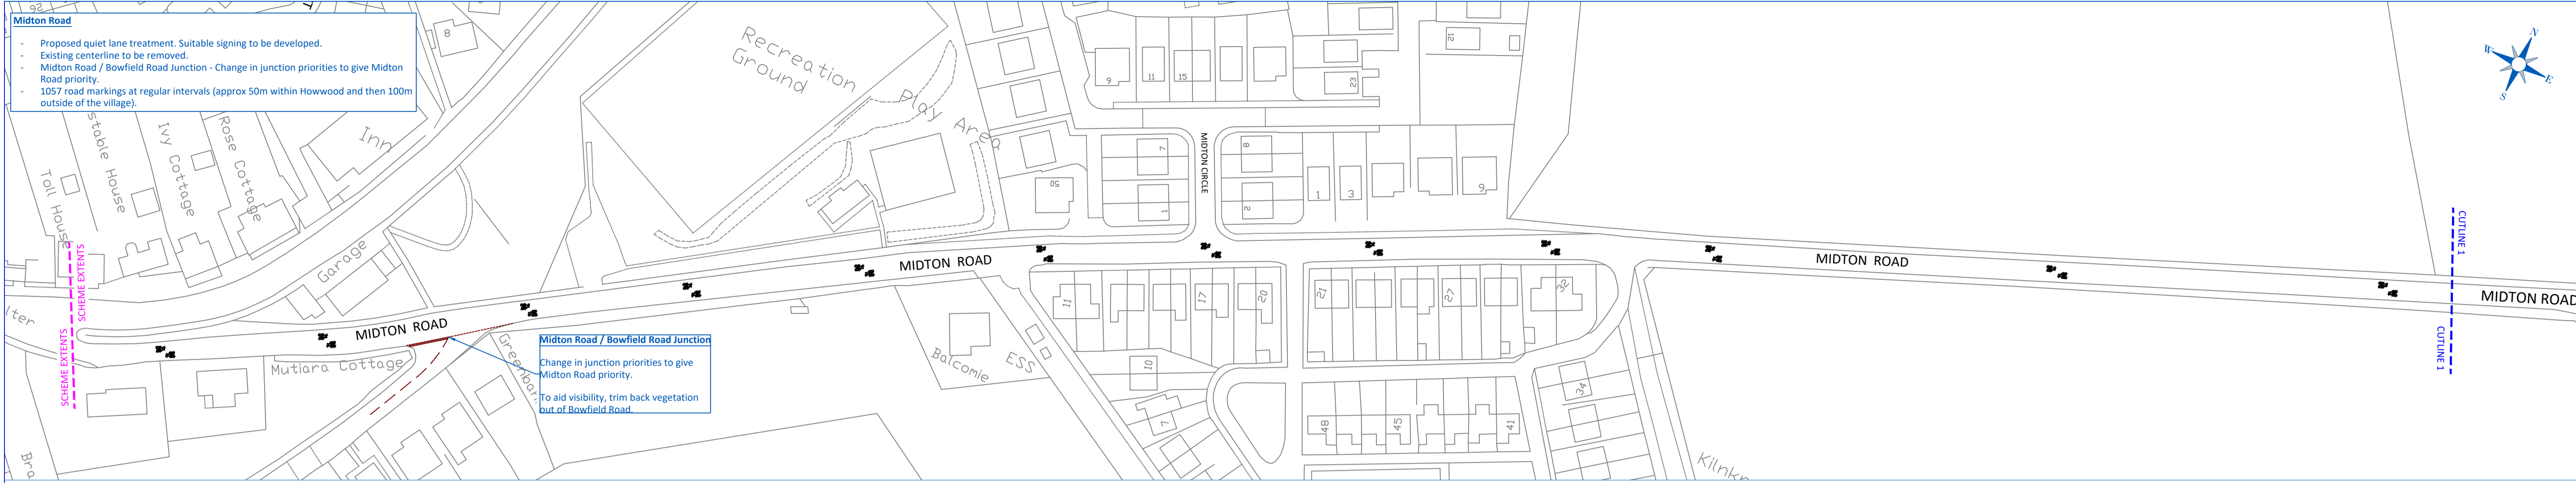 Midton Road
- Proposed quiet lane treatment. Suitable signing to be developed.
- Existing centerline to be removed.
- Midton Road / Bowfield Road Junction - Change in junction priorities to give Midton
Road priority.
- 1057 road markings at regular intervals (approx 50m within Howwood and then 100m
outside of the village).
26
8
Toll House
Ivy Cottage
Rose Cottage
Inn
Garage
Recreation
Ground
Play Area
9
11
15
23
12
N
W
E
S
50
7
1
MIDTON CIRCLE
8
2
1
3
9
SCHEME EXTENTS
SCHEME EXTENTS
MIDTON ROAD
MIDTON ROAD
MIDTON ROAD
MIDTON ROAD
CUTLINE 1
CUTLINE 1
Mutiara Cottage
Midton Road / Bowfield Road Junction
Change in junction priorities to give
Midton Road priority.
To aid visibility, trim back vegetation
out of Bowfield Road.
Balcomie
ESS
11
17
20
21
27
32
10
7
48
45
41
34